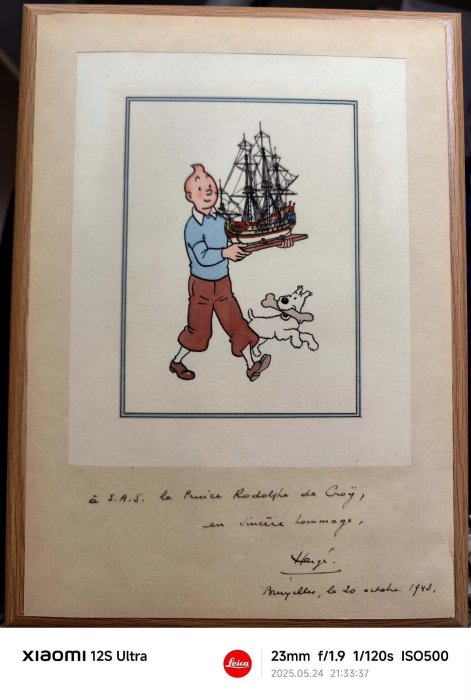 à S.A.S. le Prince Rodolphe de Croÿ,
en sincère hommage,
Hergé.
Bruxelles, le 20 octobre 1943.
XIAOMI 12S Ultra
Leica
23mm f/1.9 1/120s ISO500
2025.05.24 21:33:37